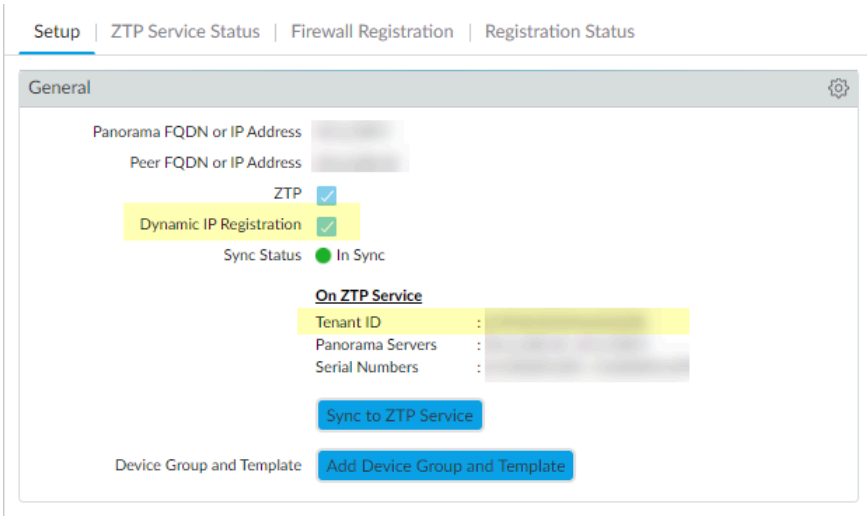 Setup | ZTP Service Status | Firewall Registration | Registration Status
General
Panorama FQDN or IP Address
Peer FQDN or IP Address
ZTP
Dynamic IP Registration
Sync Status In Sync
On ZTP Service
Tenant ID :
Panorama Servers :
Serial Numbers :
Sync to ZTP Service
Device Group and Template Add Device Group and Template